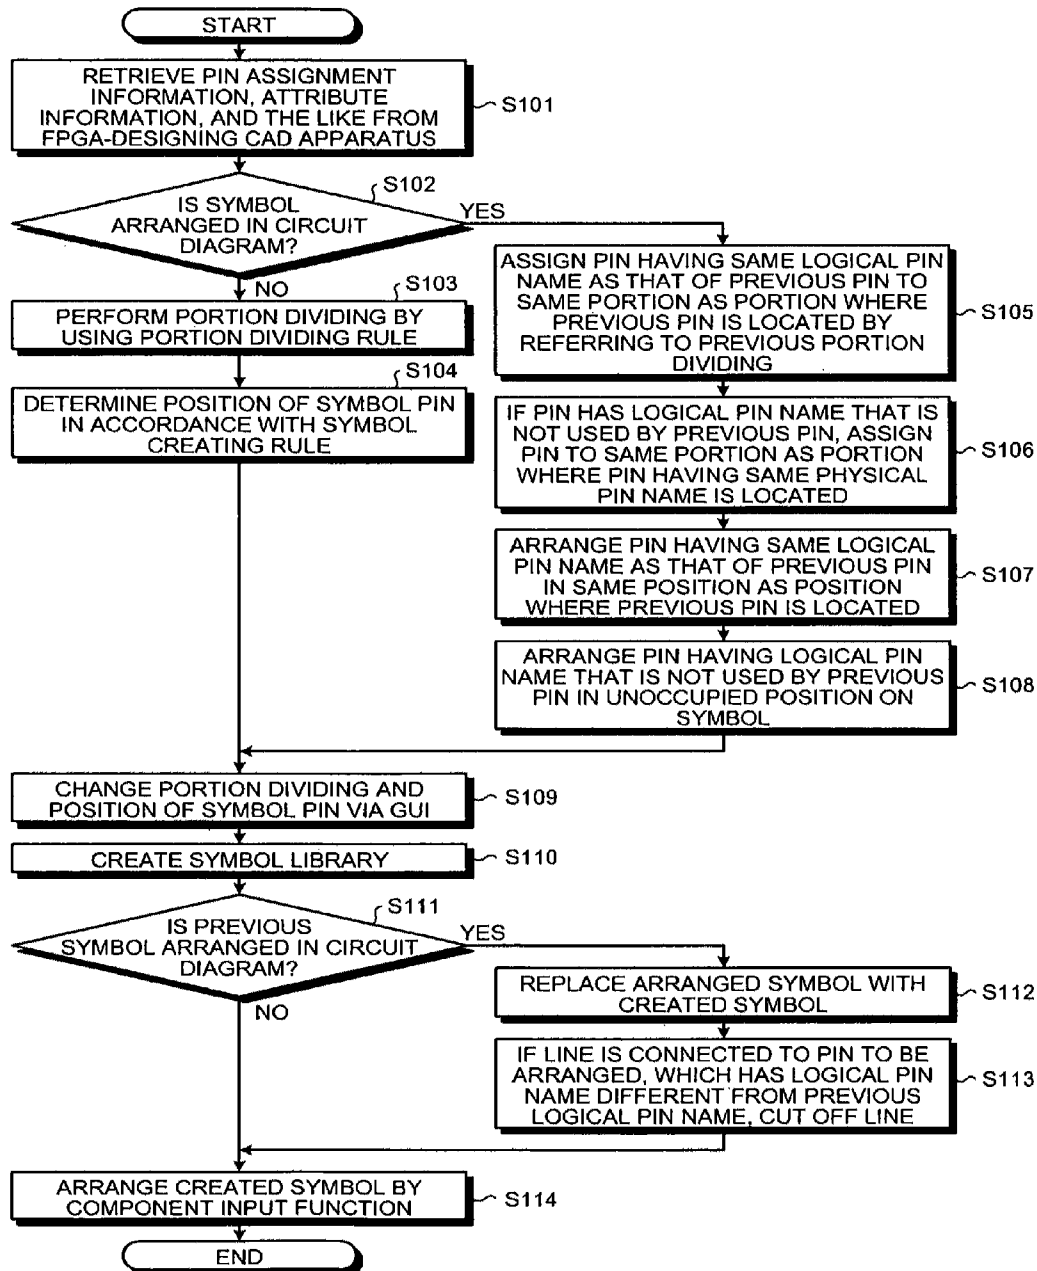 START
RETRIEVE PIN ASSIGNMENT
INFORMATION, ATTRIBUTE
INFORMATION, AND THE LIKE FROM
FPGA-DESIGNING CAD APPARATUS
S101
S102
IS SYMBOL
ARRANGED IN CIRCUIT
DIAGRAM?
YES
NO
S103
PERFORM PORTION DIVIDING BY
USING PORTION DIVIDING RULE
S104
DETERMINE POSITION OF SYMBOL PIN
IN ACCORDANCE WITH SYMBOL
CREATING RULE
ASSIGN PIN HAVING SAME LOGICAL PIN
NAME AS THAT OF PREVIOUS PIN TO
SAME PORTION AS PORTION WHERE
PREVIOUS PIN IS LOCATED BY
REFERRING TO PREVIOUS PORTION
DIVIDING
S105
IF PIN HAS LOGICAL PIN NAME THAT IS
NOT USED BY PREVIOUS PIN, ASSIGN
PIN TO SAME PORTION AS PORTION
WHERE PIN HAVING SAME PHYSICAL
PIN NAME IS LOCATED
S106
ARRANGE PIN HAVING SAME LOGICAL
PIN NAME AS THAT OF PREVIOUS PIN
IN SAME POSITION AS POSITION
WHERE PREVIOUS PIN IS LOCATED
S107
ARRANGE PIN HAVING LOGICAL PIN
NAME THAT IS NOT USED BY PREVIOUS
PIN IN UNOCCUPIED POSITION ON
SYMBOL
S108
CHANGE PORTION DIVIDING AND
POSITION OF SYMBOL PIN VIA GUI
S109
CREATE SYMBOL LIBRARY
S110
S111
IS PREVIOUS
SYMBOL ARRANGED IN CIRCUIT
DIAGRAM?
YES
NO
REPLACE ARRANGED SYMBOL WITH
CREATED SYMBOL
S112
IF LINE IS CONNECTED TO PIN TO BE
ARRANGED, WHICH HAS LOGICAL PIN
NAME DIFFERENT FROM PREVIOUS
LOGICAL PIN NAME, CUT OFF LINE
S113
ARRANGE CREATED SYMBOL BY
COMPONENT INPUT FUNCTION
S114
END